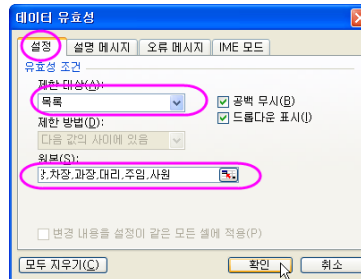 데이터 유효성
설정 설명 메시지 오류 메시지 IME 모드
유효성 조건
제한 대상(A):
목록
공백 무시(B)
제한 방법(D):
드롭다운 표시(I)
다음 값의 사이에 있음
원본(S):
,차장,과장,대리,주임,사원
변경 내용을 설정이 같은 모든 셀에 적용(P)
모두 지우기(C) 확인 취소